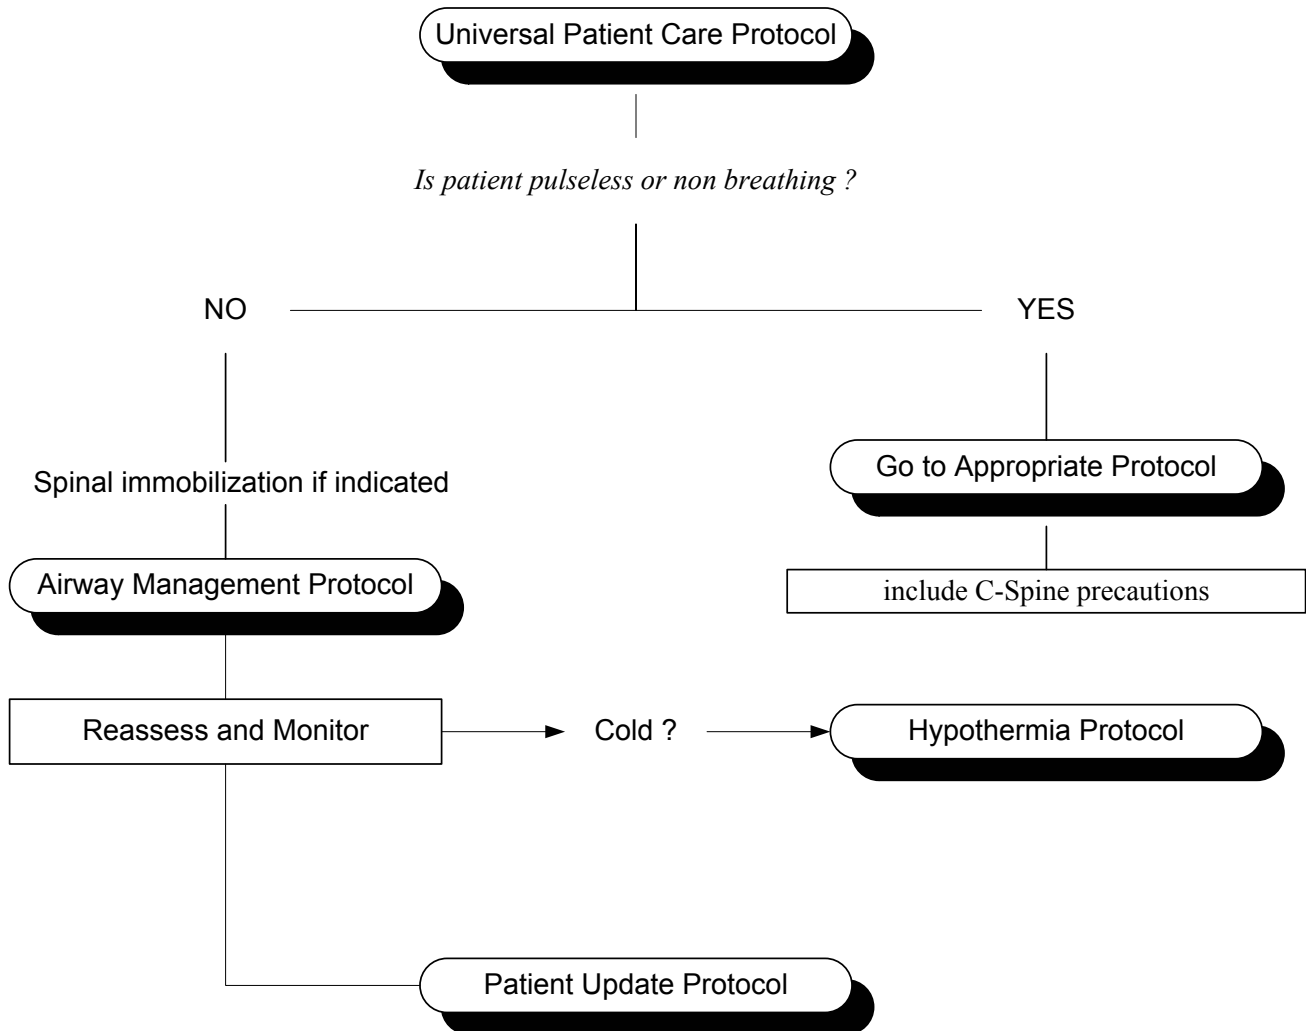 Universal Patient Care Protocol
Is patient pulseless or non breathing ?
NO
YES
Spinal immobilization if indicated
Go to Appropriate Protocol
Airway Management Protocol
include C-Spine precautions
Reassess and Monitor
Cold ?
Hypothermia Protocol
Patient Update Protocol